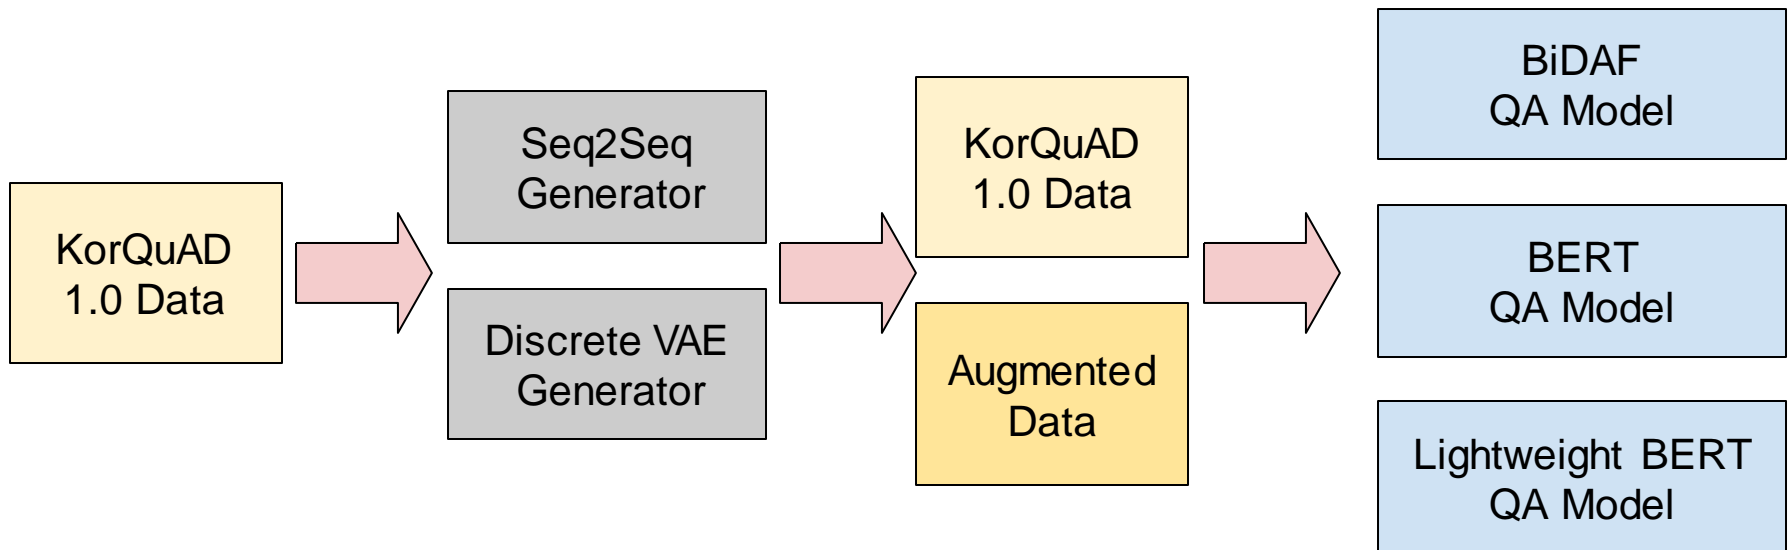 KorQuAD
1.0 Data
Seq2Seq
Generator
Discrete VAE
Generator
KorQuAD
1.0 Data
Augmented
Data
BiDAF
QA Model
BERT
QA Model
Lightweight BERT
QA Model